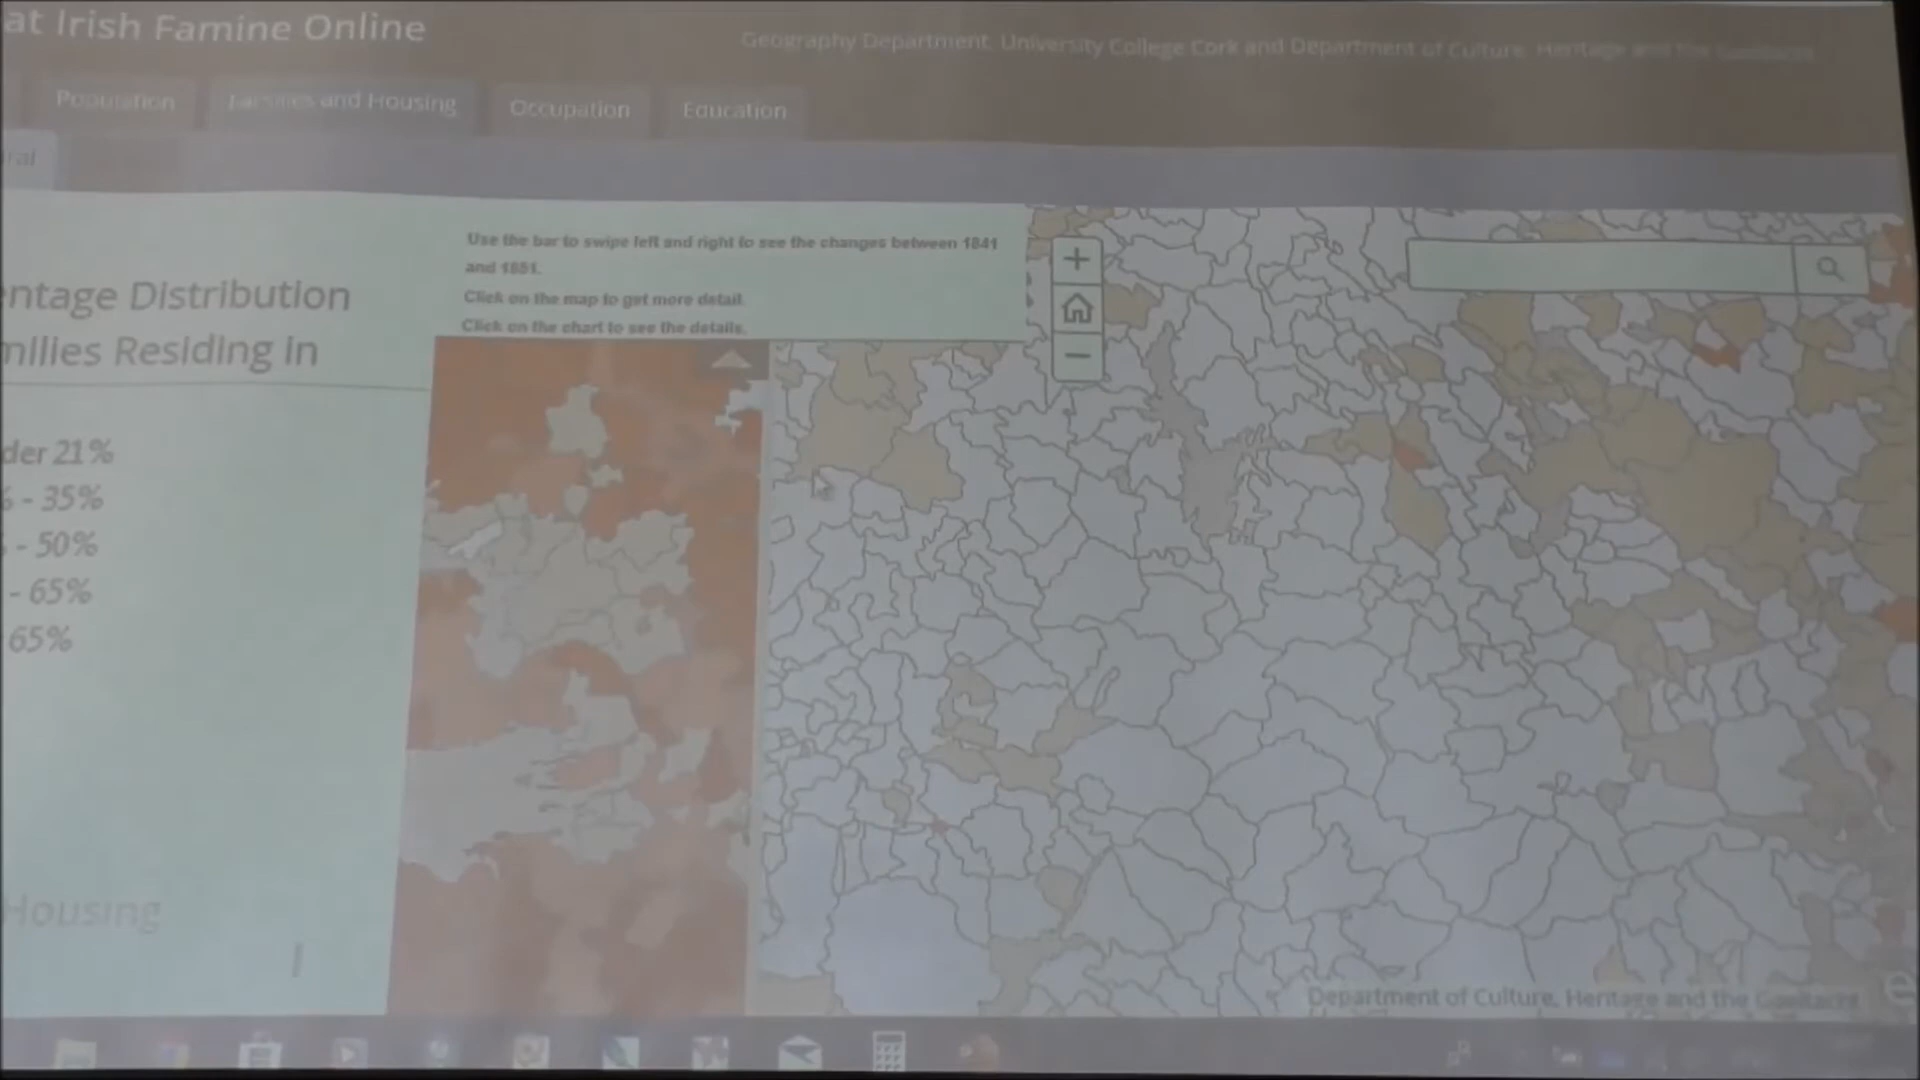 at Irish Famine Online
Geography Department, University College Cork and Department of Culture, Heritage and the Gaeltacht
Population
Families and Housing
Occupation
Education
ral
Use the bar to swipe left and right to see the changes between 1841
and 1851.
Click on the map to get more detail.
Click on the chart to see the details.
ntage Distribution
milies Residing in
der 21%
% - 35%
- 50%
- 65%
65%
Housing
Department of Culture, Heritage and the Gaeltacht